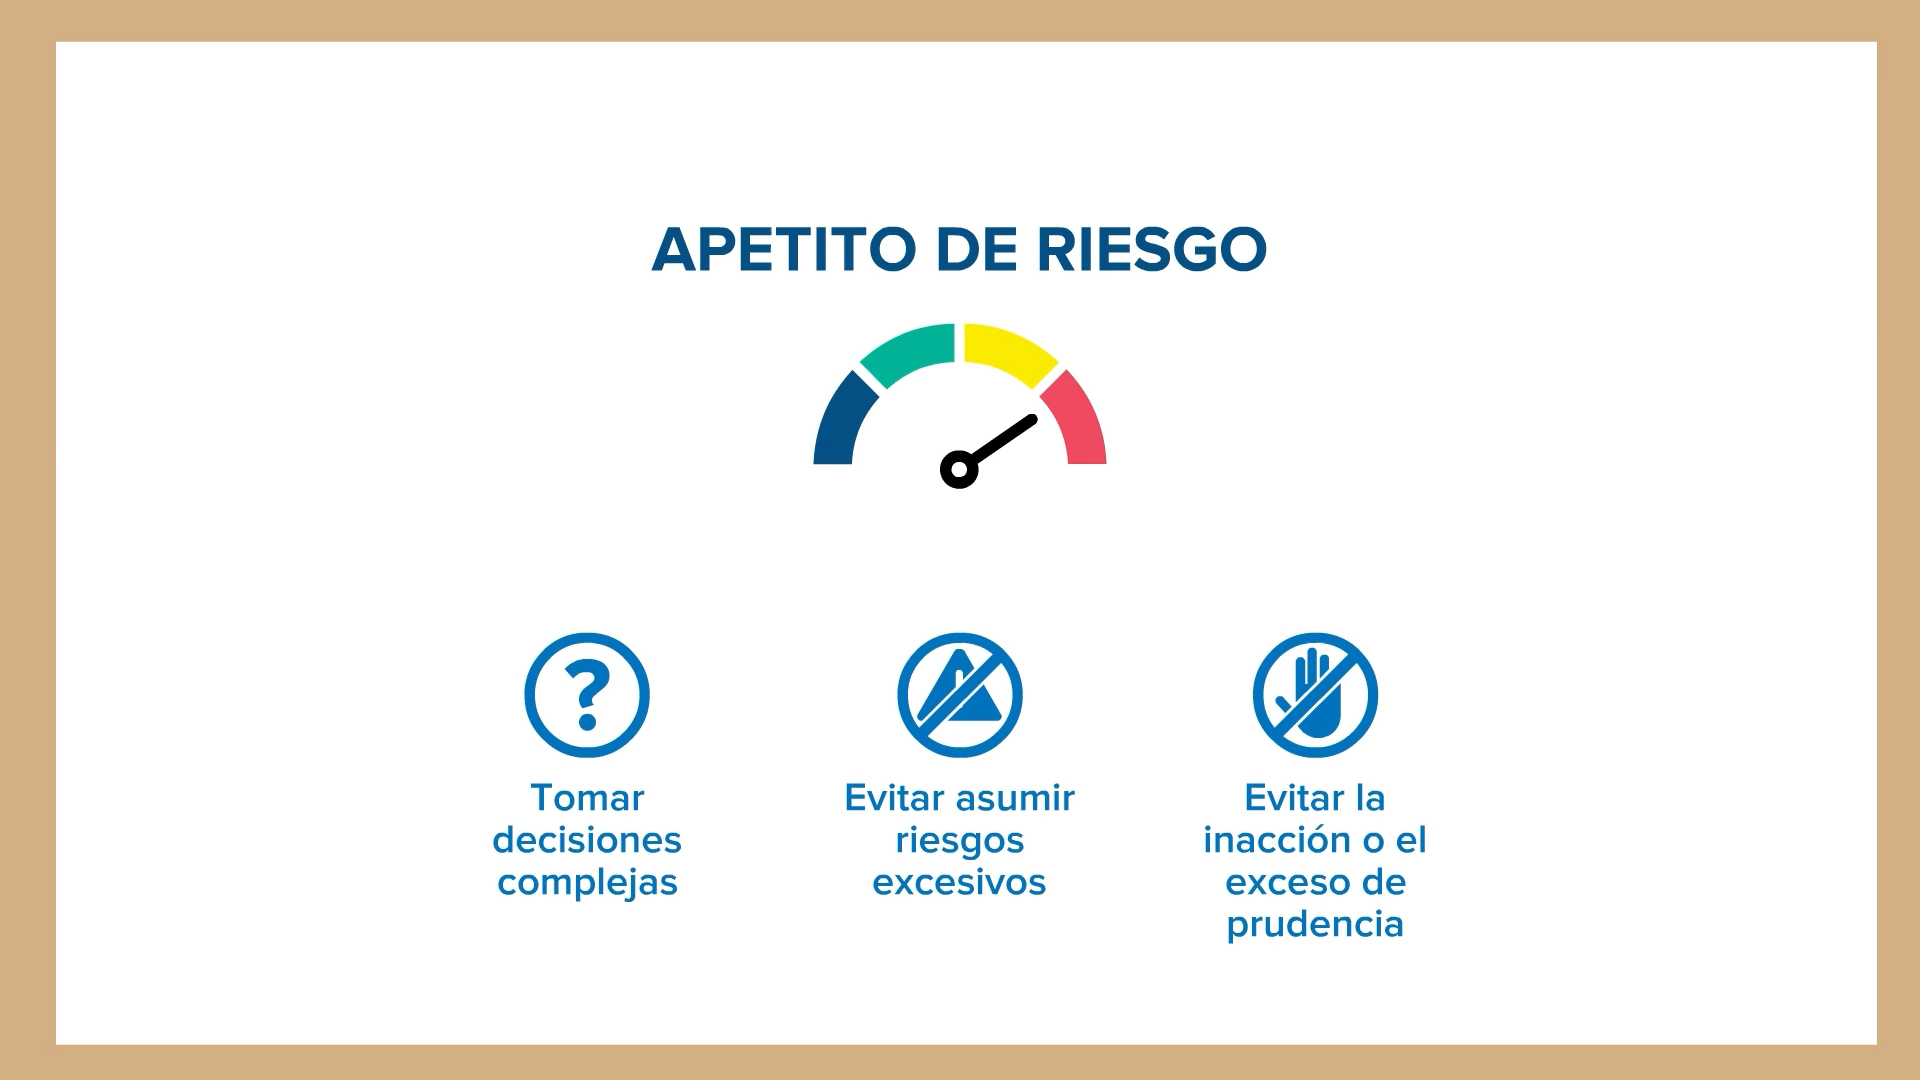 APETITO DE RIESGO
?
Tomar
decisiones
complejas
Evitar asumir
riesgos
excesivos
Evitar la
inacción o el
exceso de
prudencia